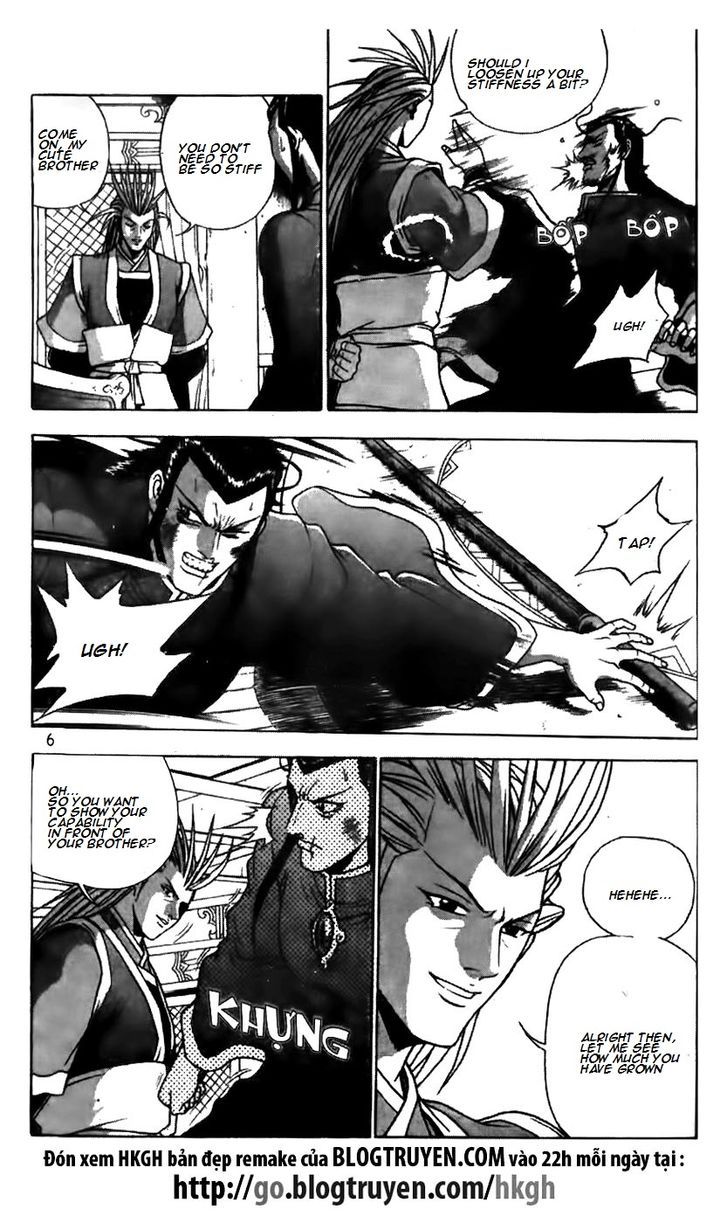 COME
ON, MY
CUTE
BROTHER
YOU DON'T
NEED TO
BE SO STIFF
SHOULD I
LOOSEN UP YOUR
STIFFNESS A BIT?
BỐP
BỐP
UGH!
UGH!
TAP!
6
OH...
SO YOU WANT
TO SHOW YOUR
CAPABILITY
IN FRONT OF
YOUR BROTHER?
KHỰNG
HEHEHE...
ALRIGHT THEN,
LET ME SEE
HOW MUCH YOU
HAVE GROWN
Đón xem HKGH bản đẹp remake của BLOGTRUYEN.COM vào 22h mỗi ngày tại :
http://go.blogtruyen.com/hkgh